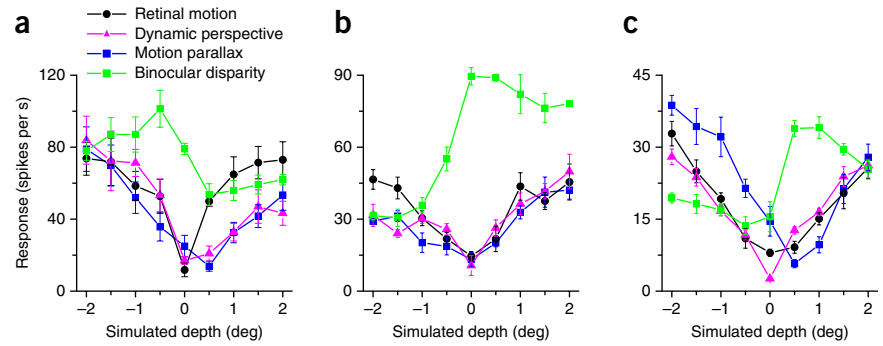 a
Retinal motion
Dynamic perspective
Motion parallax
Binocular disparity
b
c
Response (spikes per s)
120
80
40
0
−2
−1
0
1
2
Simulated depth (deg)
90
60
30
0
−2
−1
0
1
2
Simulated depth (deg)
45
30
15
0
−2
−1
0
1
2
Simulated depth (deg)